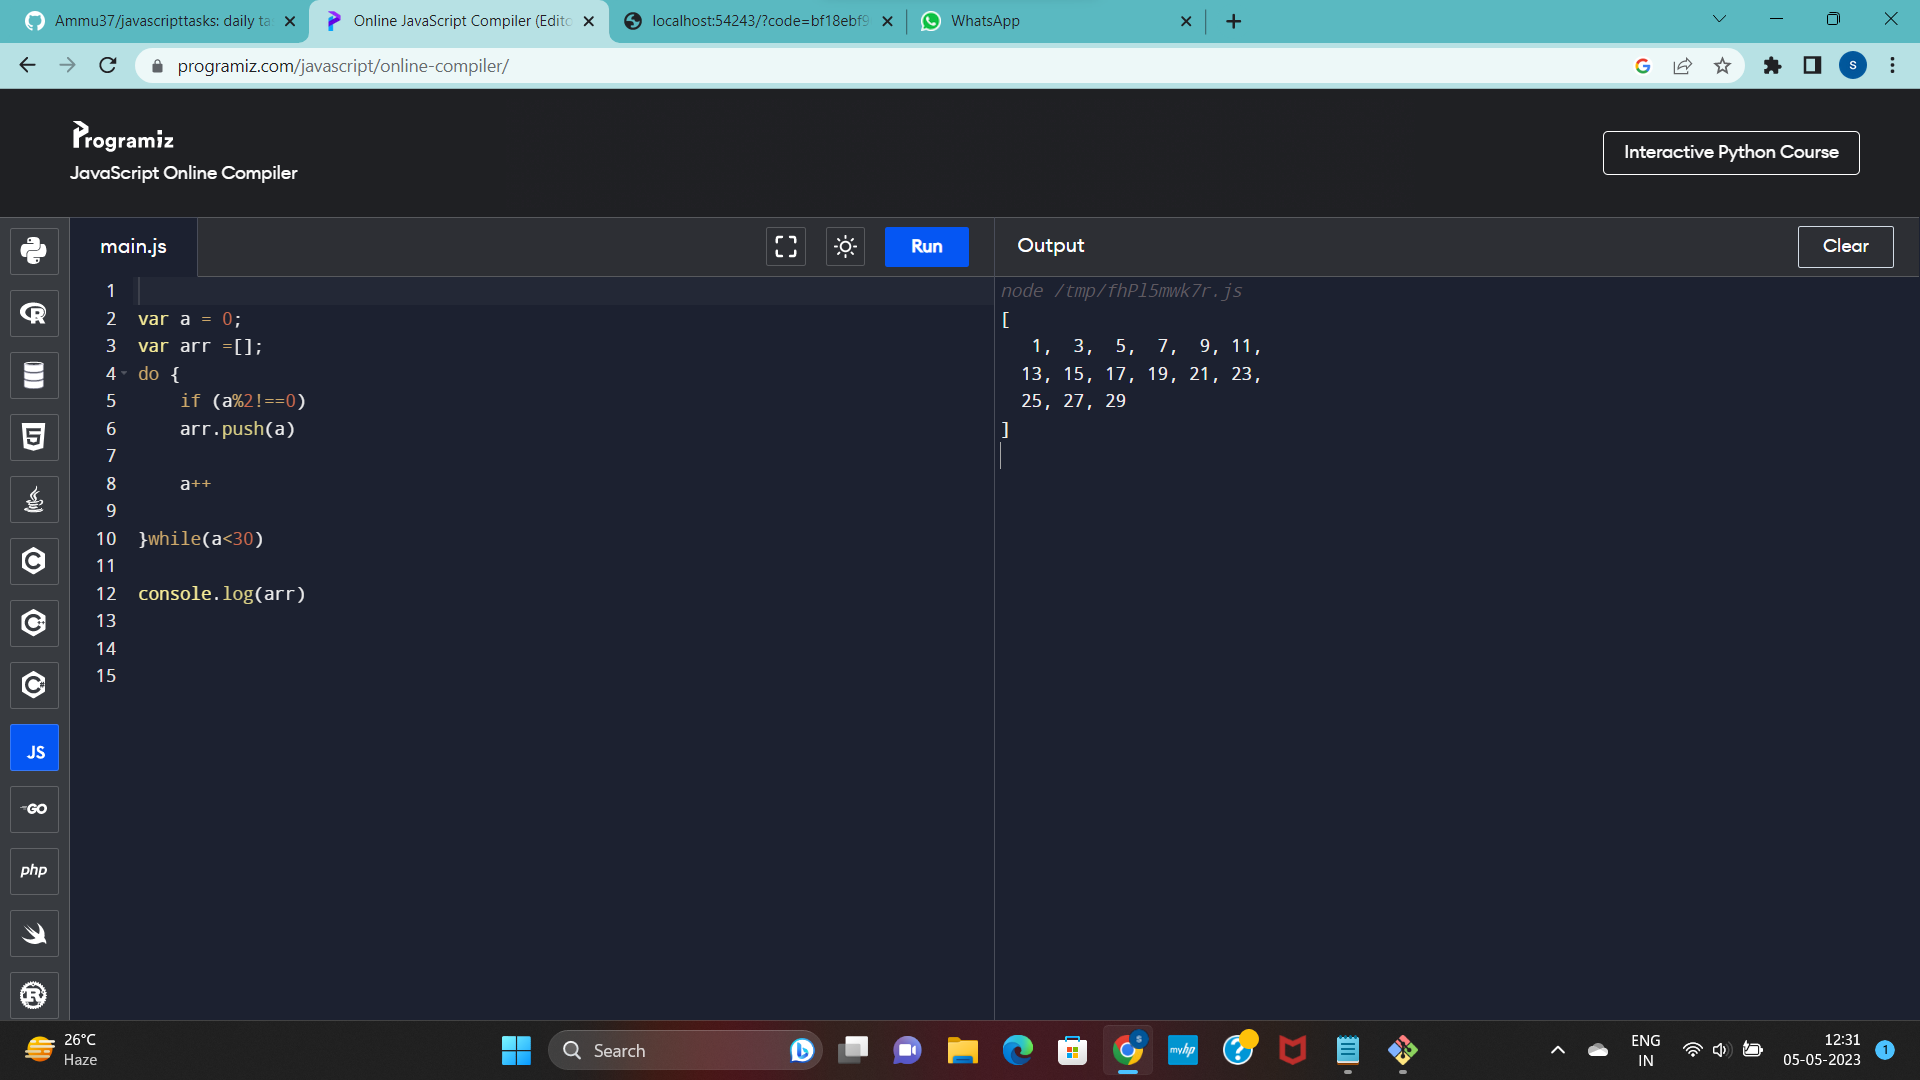 Ammu37/javascripttasks: daily ta
Online JavaScript Compiler (Edito
localhost:54243/?code=bf18ebf9
WhatsApp
programiz.com/javascript/online-compiler/
S
Programiz
JavaScript Online Compiler
Interactive Python Course
main.js
Run
Output
Clear
1
2 var a = 0;
3 var arr =[];
4 do {
5 if (a%2!==0)
6 arr.push(a)
7
8 a++
9
10 }while(a<30)
11
12 console.log(arr)
13
14
15
node /tmp/fhPl5mwk7r.js
[
1, 3, 5, 7, 9, 11,
13, 15, 17, 19, 21, 23,
25, 27, 29
]
R
5
C
C
C
JS
GO
php
R
26°C
Haze
Search
S
myhp
ENG
IN
12:31
05-05-2023
1